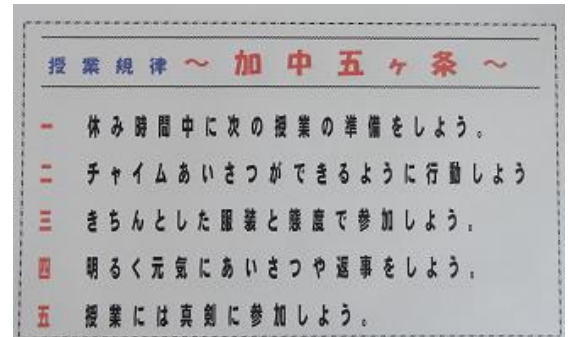 授業規律～加中五ヶ条～
一 休み時間中に次の授業の準備をしよう。
二 チャイムあいさつができるように行動しよう
三 きちんとした服装と態度で参加しよう。
四 明るく元気にあいさつや返事をしよう。
五 授業には真剣に参加しよう。